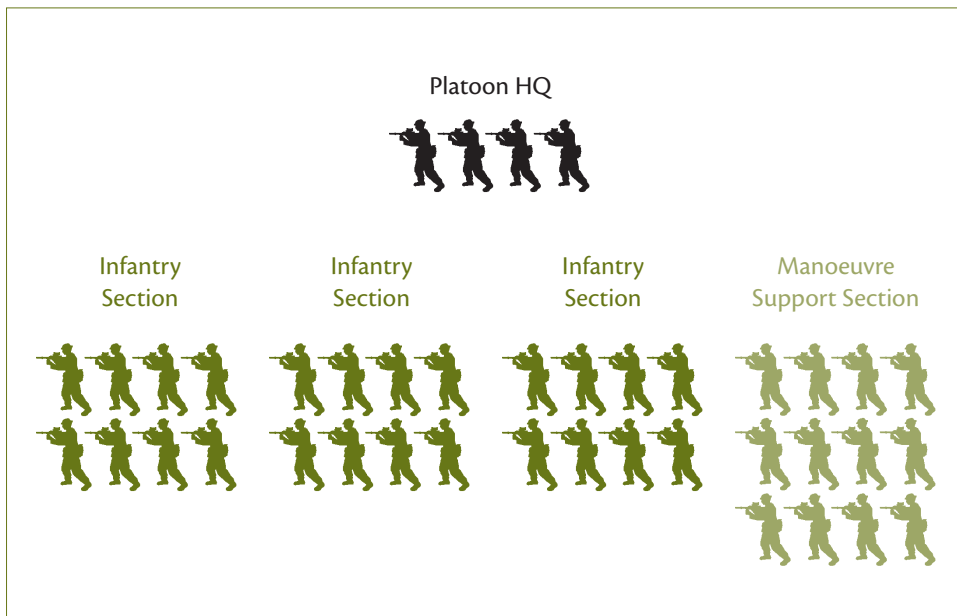 Platoon HQ
Infantry
Section
Infantry
Section
Infantry
Section
Manoeuvre
Support Section